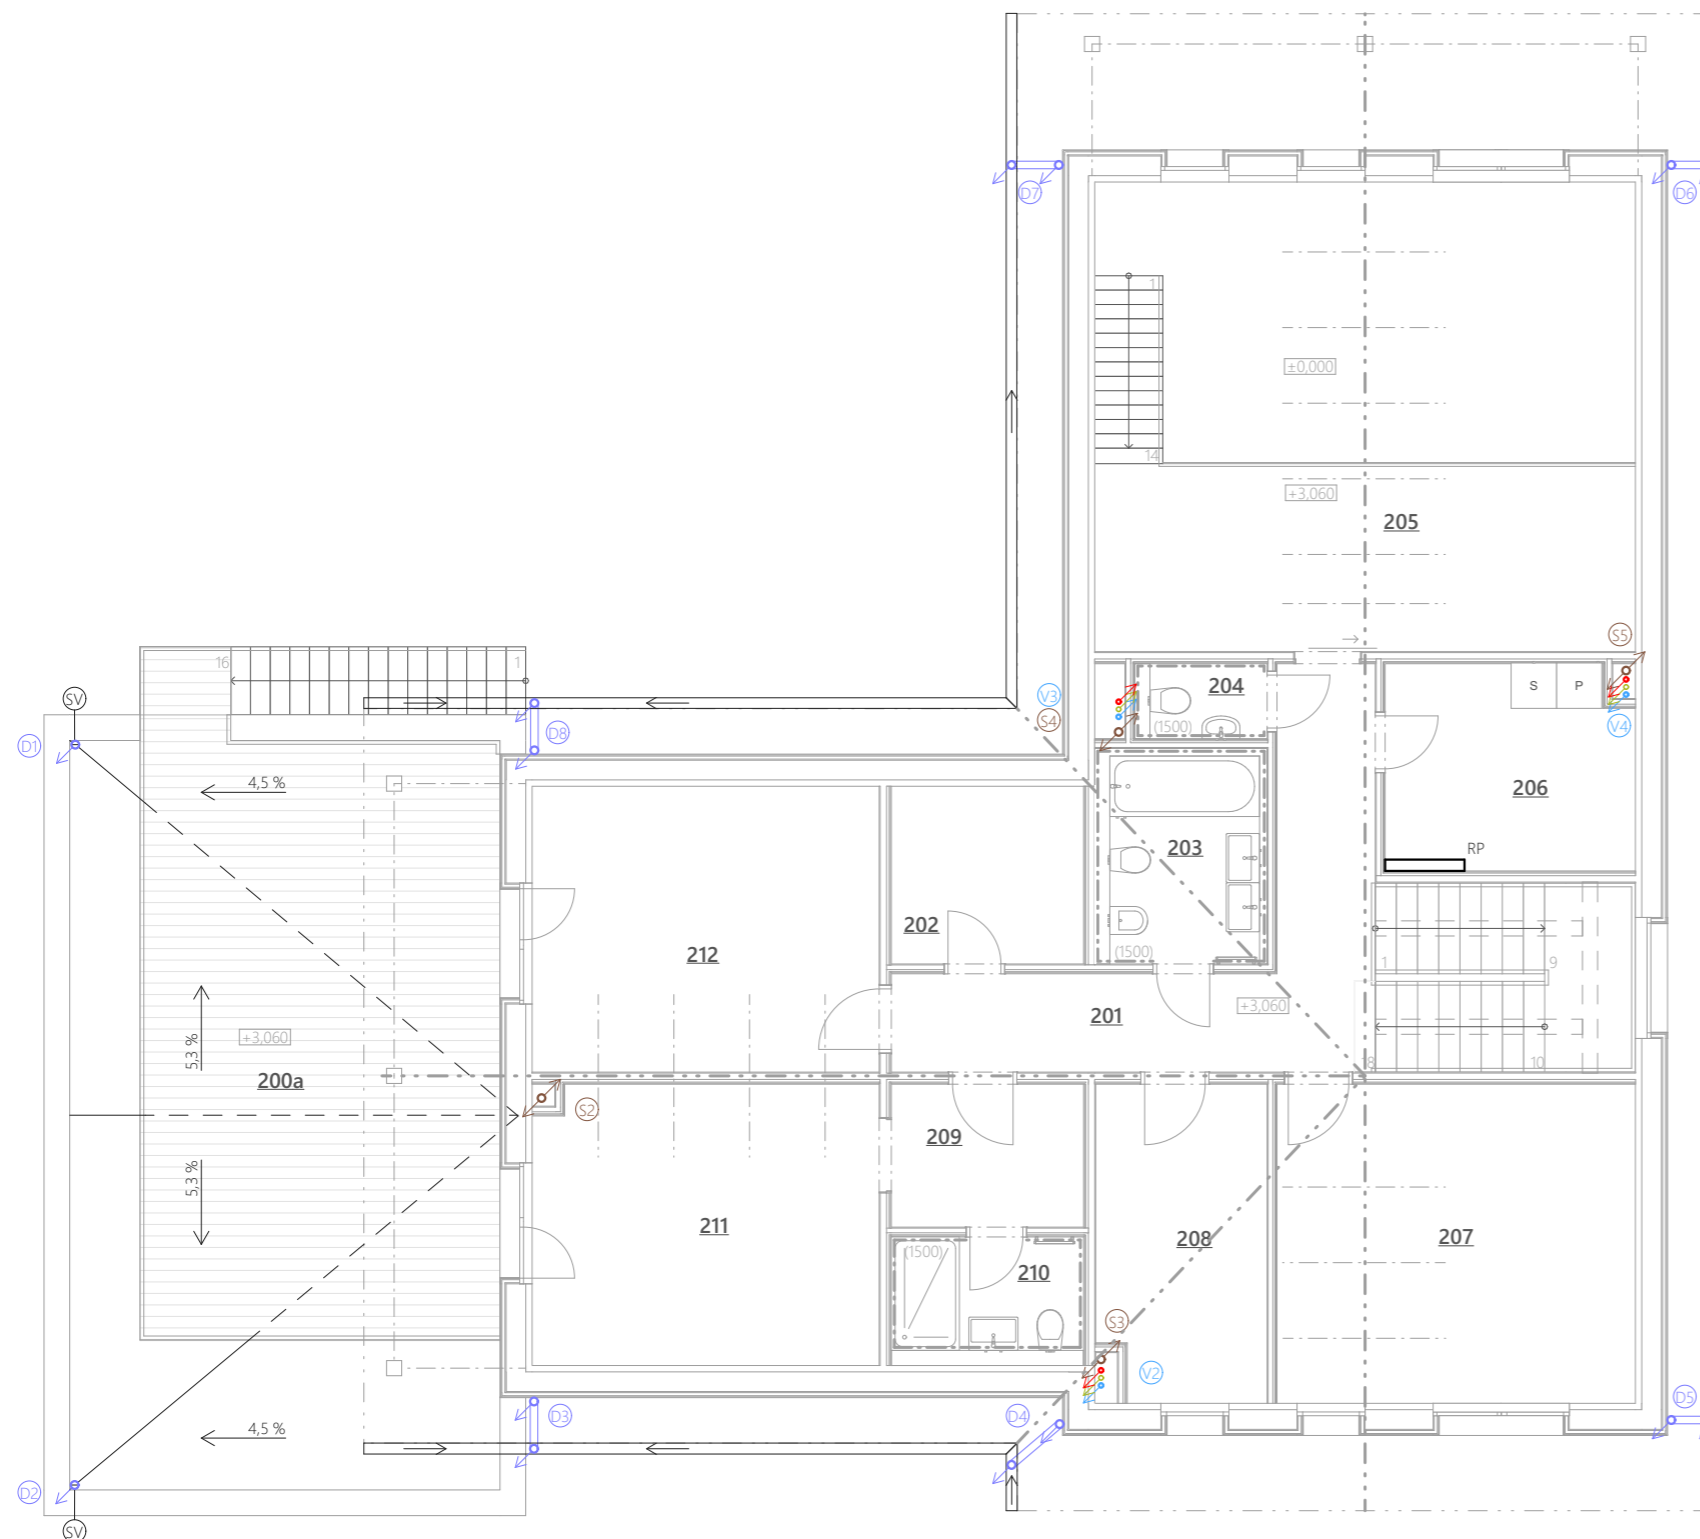 D7
D6
1
±0,000
14
+3,060
205
S5
16
1
204
S
P
SV
V3
S4
(1500)
V4
D1
D8
4,5 %
206
203
RP
202
(1500)
212
1
9
+3,060
201
5,3 %
+3,060
18
10
200a
S2
209
5,3 %
211
208
207
(1500)
210
S3
V2
D3
D4
D5
4,5 %
D2
SV